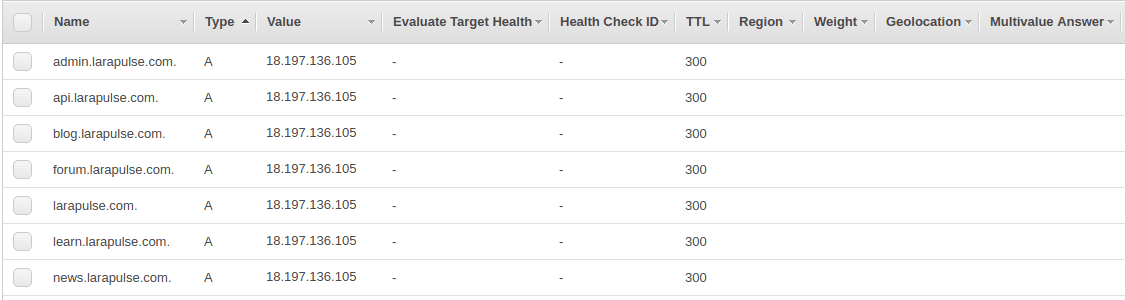 Name Type Value Evaluate Target Health Health Check ID TTL Region Weight Geolocation Multivalue Answer
admin.larapulse.com. A 18.197.136.105 - - 300
api.larapulse.com. A 18.197.136.105 - - 300
blog.larapulse.com. A 18.197.136.105 - - 300
forum.larapulse.com. A 18.197.136.105 - - 300
larapulse.com. A 18.197.136.105 - - 300
learn.larapulse.com. A 18.197.136.105 - - 300
news.larapulse.com. A 18.197.136.105 - - 300